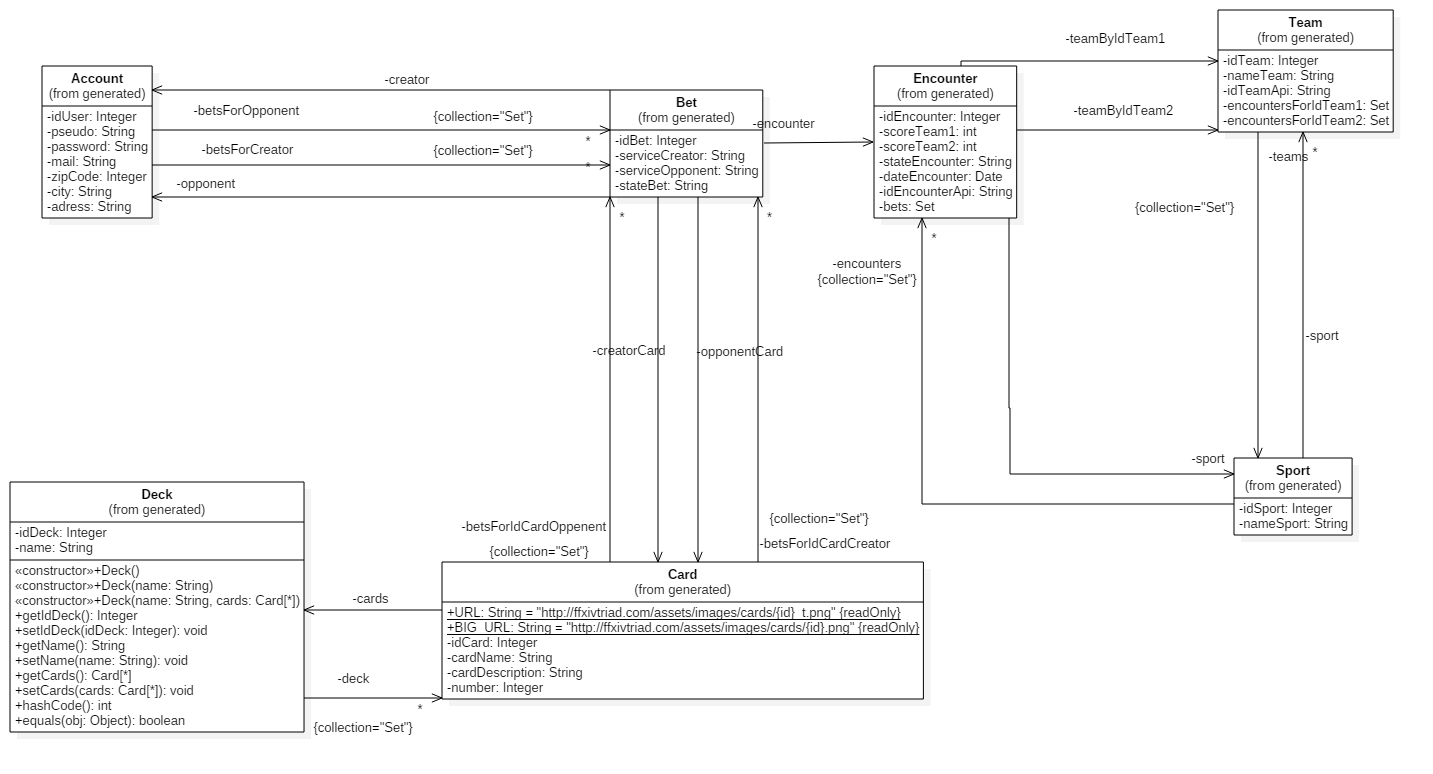 Account
(from generated)
-idUser: Integer
-pseudo: String
-password: String
-mail: String
-zipCode: Integer
-city: String
-adress: String
-creator
-betsForOpponent
{collection="Set"}
*
-betsForCreator
{collection="Set"}
*
-opponent
Bet
(from generated)
-idBet: Integer
-serviceCreator: String
-serviceOpponent: String
-stateBet: String
-encounter
Encounter
(from generated)
-idEncounter: Integer
-scoreTeam1: int
-scoreTeam2: int
-stateEncounter: String
-dateEncounter: Date
-idEncounterApi: String
-bets: Set
-teamByIdTeam1
-teamByIdTeam2
Team
(from generated)
-idTeam: Integer
-nameTeam: String
-idTeamApi: String
-encountersForIdTeam1: Set
-encountersForIdTeam2: Set
-teams
*
{collection="Set"}
*
*
*
-encounters
{collection="Set"}
-sport
-creatorCard
-opponentCard
-sport
Sport
(from generated)
-idSport: Integer
-nameSport: String
-betsForIdCardOppenent
{collection="Set"}
{collection="Set"}
-betsForIdCardCreator
Deck
(from generated)
-idDeck: Integer
-name: String
«constructor»+Deck()
«constructor»+Deck(name: String)
«constructor»+Deck(name: String, cards: Card[*])
+getIdDeck(): Integer
+setIdDeck(idDeck: Integer): void
+getName(): String
+setName(name: String): void
+getCards(): Card[*]
+setCards(cards: Card[*]): void
+hashCode(): int
+equals(obj: Object): boolean
-cards
-deck
*
{collection="Set"}
Card
(from generated)
+URL: String = "http://ffxivtriad.com/assets/images/cards/{id}_t.png" {readOnly}
+BIG_URL: String = "http://ffxivtriad.com/assets/images/cards/{id}.png" {readOnly}
-idCard: Integer
-cardName: String
-cardDescription: String
-number: Integer